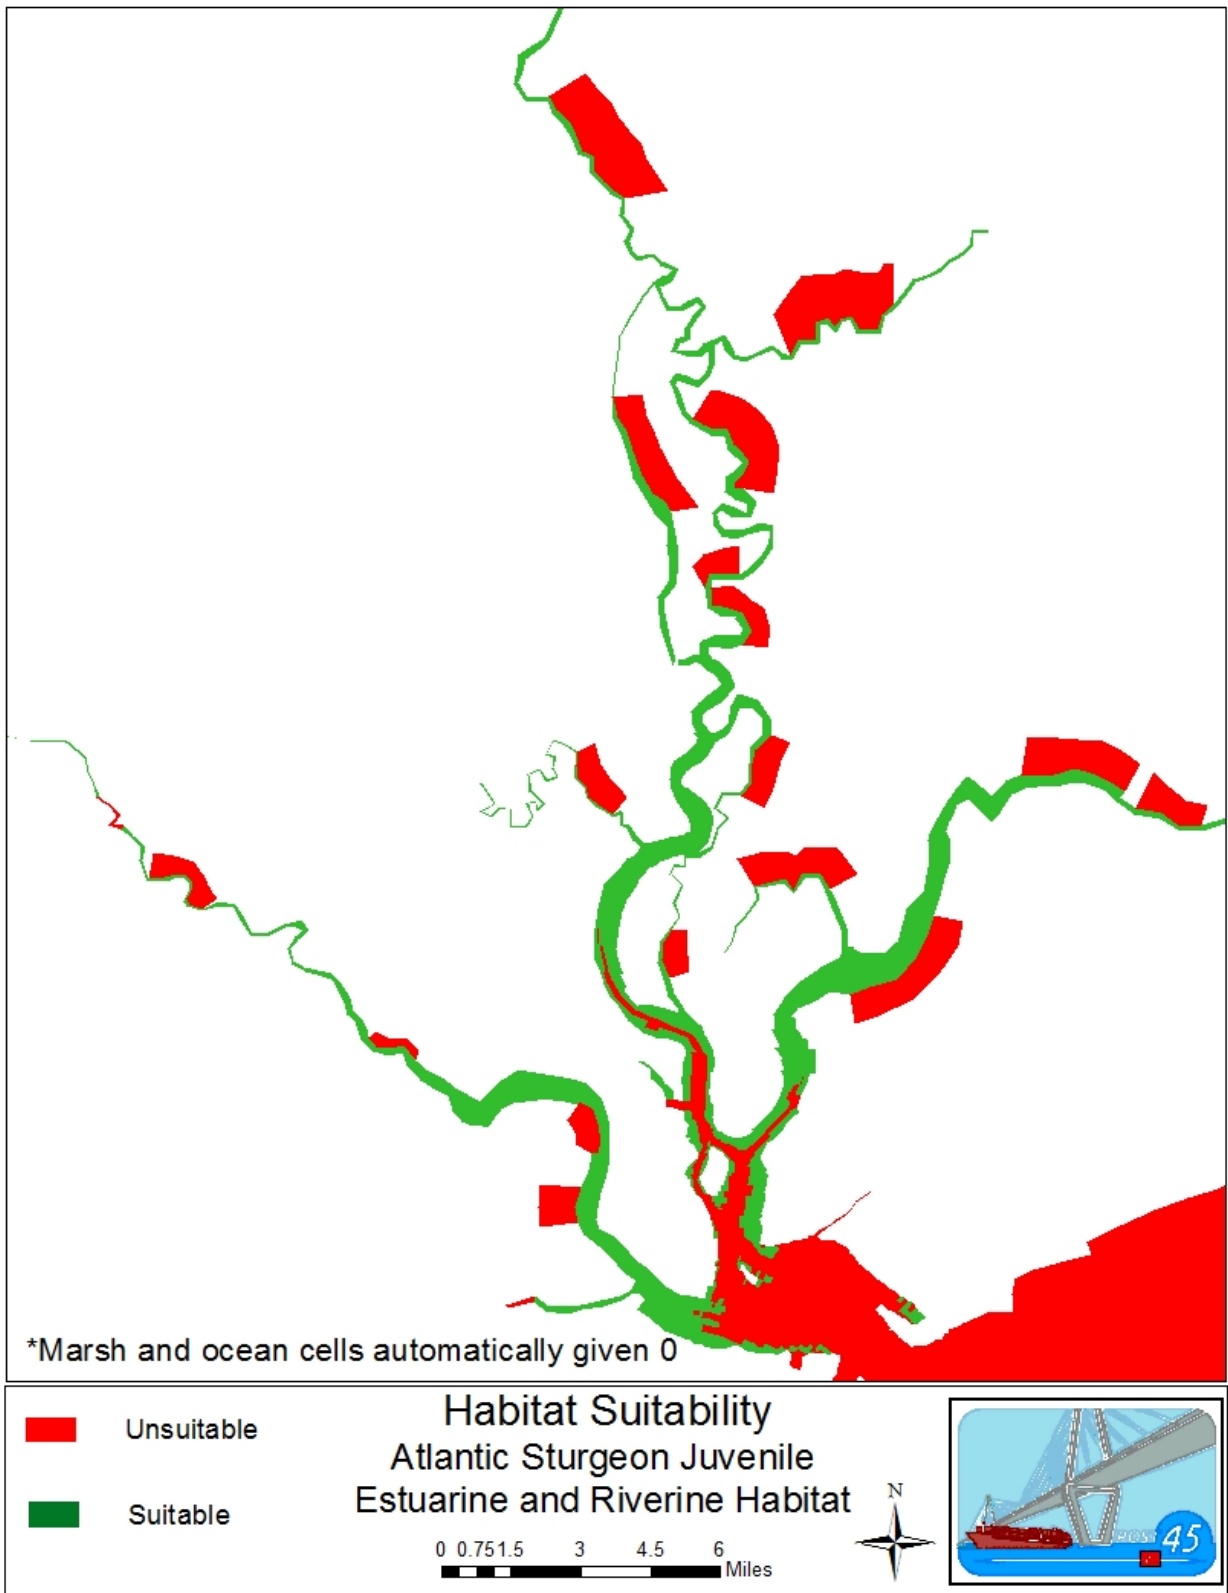 *Marsh and ocean cells automatically given 0
Unsuitable
Suitable
Habitat Suitability
Atlantic Sturgeon Juvenile
Estuarine and Riverine Habitat
0 0.75 1.5 3 4.5 6
Miles
N
POST 45